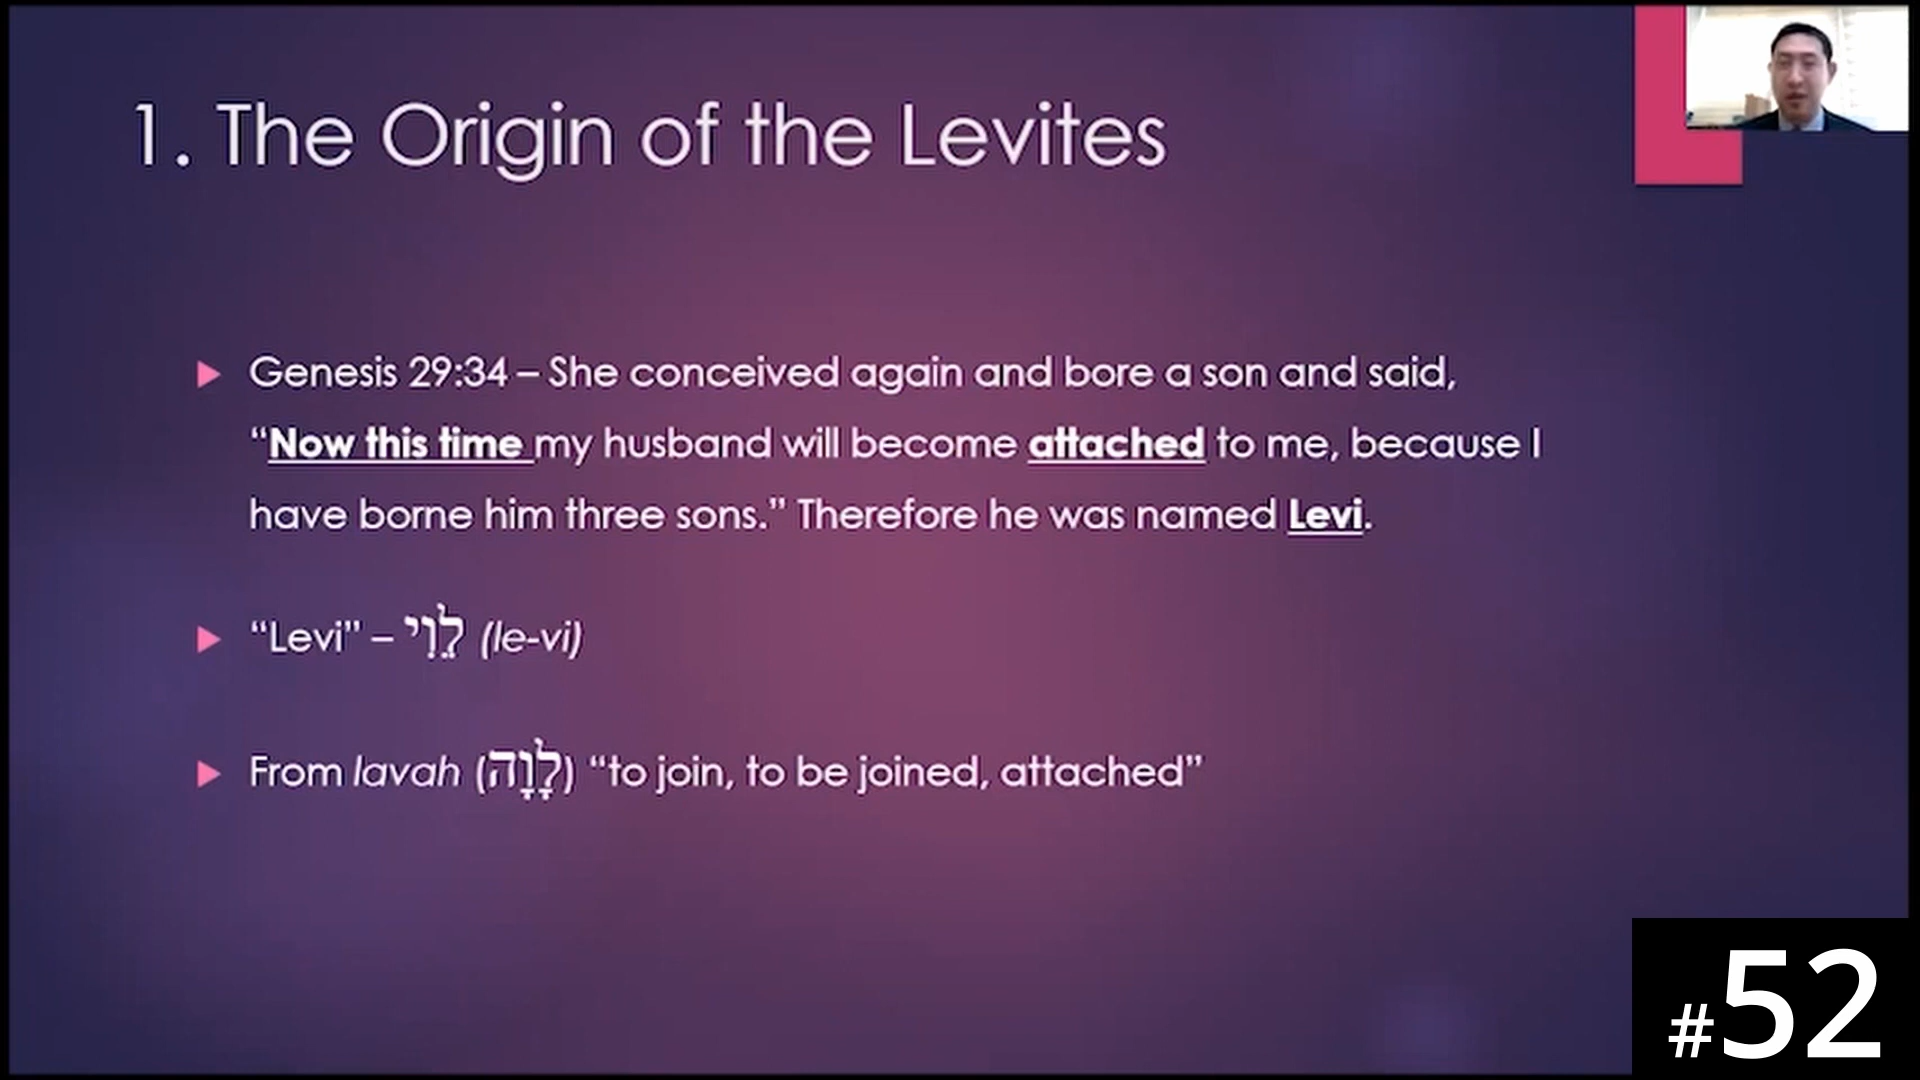 1. The Origin of the Levites
Genesis 29:34 – She conceived again and bore a son and said,
“Now this time my husband will become attached to me, because I
have borne him three sons.” Therefore he was named Levi.
“Levi” – לֵוִי (le-vi)
From lavah (לָוָה) “to join, to be joined, attached”
#52